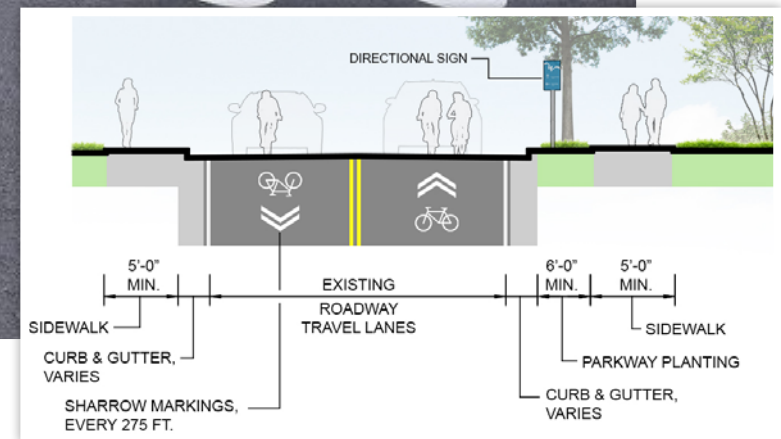 DIRECTIONAL SIGN
5’-0”
MIN.
EXISTING
ROADWAY
TRAVEL LANES
6’-0”
MIN.
5’-0”
MIN.
SIDEWALK
CURB & GUTTER,
VARIES
SHARROW MARKINGS,
EVERY 275 FT.
SIDEWALK
PARKWAY PLANTING
CURB & GUTTER,
VARIES